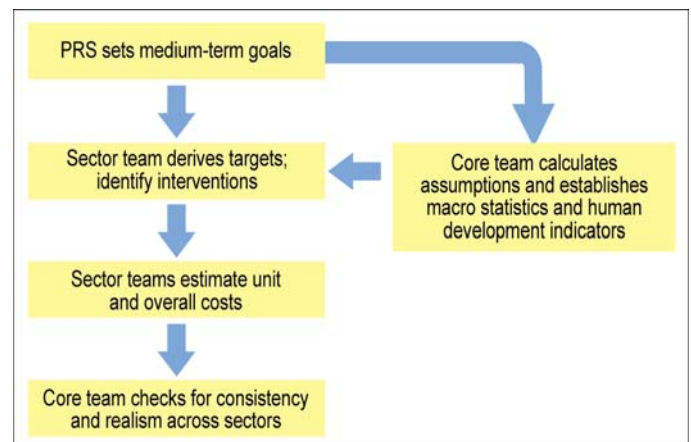 PRS sets medium-term goals
Sector team derives targets;
identify interventions
Core team calculates
assumptions and establishes
macro statistics and human
development indicators
Sector teams estimate unit
and overall costs
Core team checks for consistency
and realism across sectors